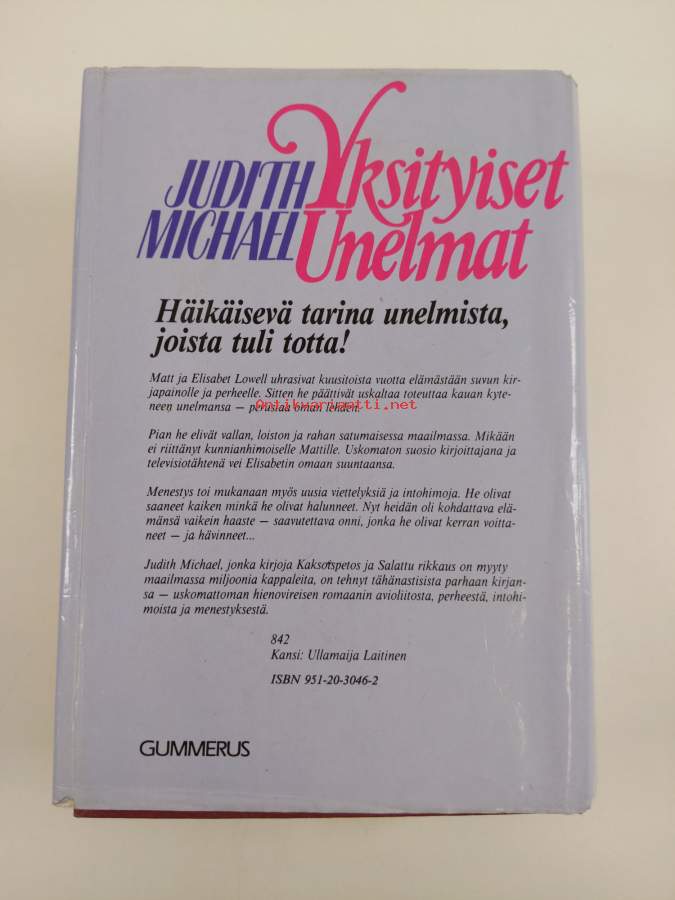 JUDITH MICHAEL
Yksityiset Unelmat
Häikäisevä tarina unelmista,
joista tuli totta!
Matt ja Elisabet Lowell uhrasivat kuusitoista vuotta elämästään suvun kir-
japainolle ja perheelle. Sitten he päättivät uskaltaa toteuttaa kauan kyte-
neen unelmansa — perustaa oman lehden.
Antikvariaatti.net
Pian he elivät vallan, loiston ja rahan satumaisessa maailmassa. Mikään
ei riittänyt kunnianhimoiselle Mattille. Uskomaton suosio kirjoittajana ja
televisiotähtenä vei Elisabetin omaan suuntaansa.
Menestys toi mukanaan myös uusia viettelyksiä ja intohimoja. He olivat
saaneet kaiken minkä he olivat halunneet. Nyt heidän oli kohdattava elä-
mänsä vaikein haaste — saavutettava onni, jonka he olivat kerran voitta-
neet — ja hävinneet...
Judith Michael, jonka kirjoja Kaksoispetos ja Salattu rikkaus on myyty
maailmassa miljoonia kappaleita, on tehnyt tähänastisista parhaan kirjan-
sa — uskomattoman hienovireisen romaanin avioliitosta, perheestä, intohi-
moista ja menestyksestä.
842
Kansi: Ullamaija Laitinen
ISBN 951-20-3046-2
GUMMERUS